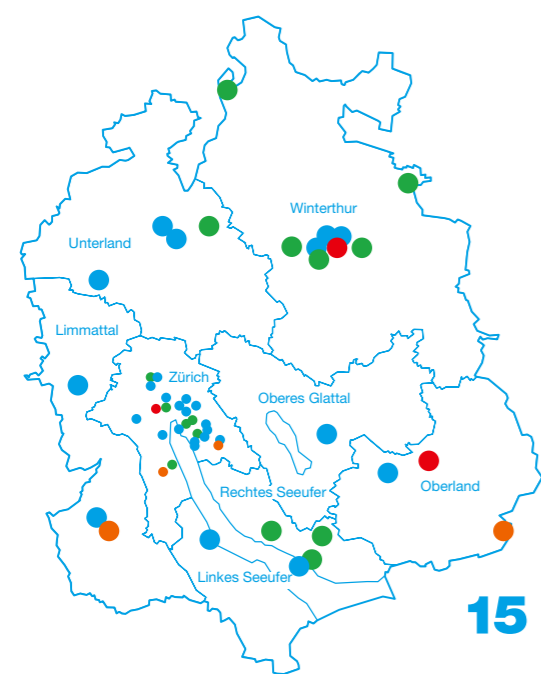 Winterthur
Unterland
Limmattal
Zürich
Oberes Glattal
Oberland
Rechtes Seeufer
Linkes Seeufer
15